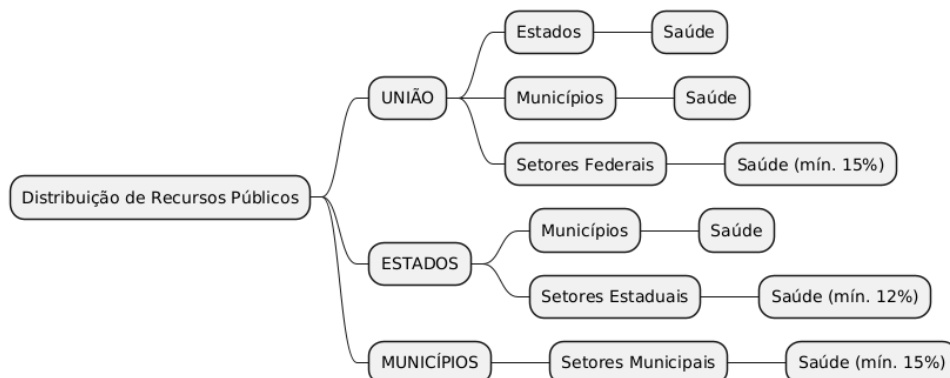 Distribuição de Recursos Públicos
UNIÃO
Estados
Saúde
Municípios
Saúde
Setores Federais
Saúde (mín. 15%)
ESTADOS
Municípios
Saúde
Setores Estaduais
Saúde (mín. 12%)
MUNICÍPIOS
Setores Municipais
Saúde (mín. 15%)